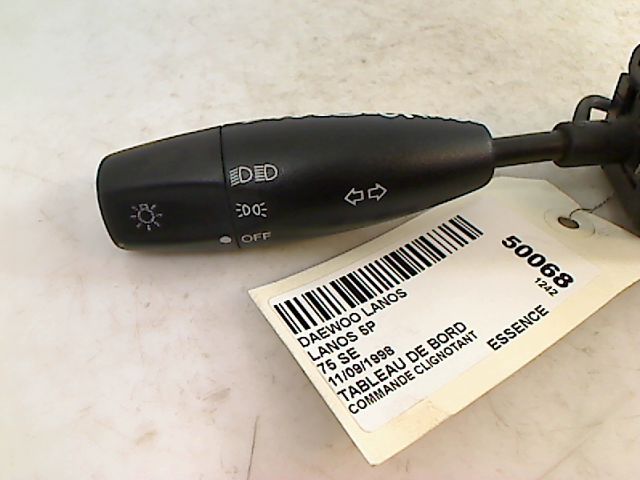 OFF
50068
1242
DAEWOO LANOS
LANOS 5P
75 SE
11/09/1998
TABLEAU DE BORD
ESSENCE
COMMANDE CLIGNOTANT